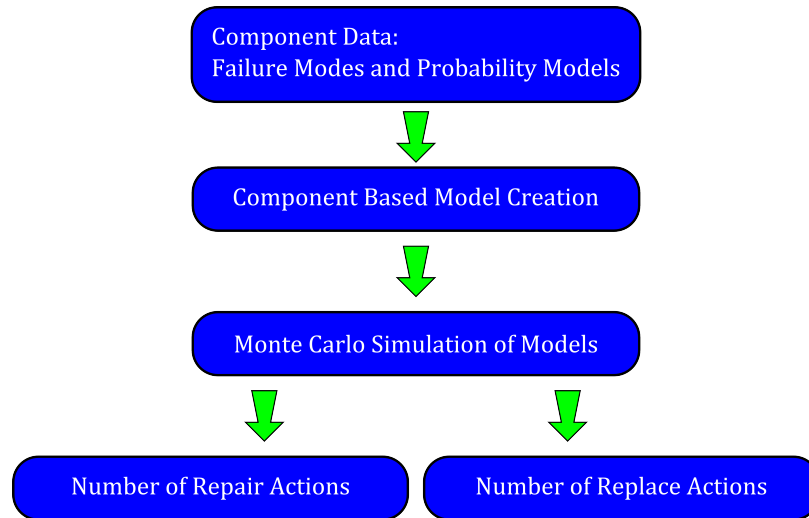 Component Data:
Failure Modes and Probability Models
Component Based Model Creation
Monte Carlo Simulation of Models
Number of Repair Actions
Number of Replace Actions